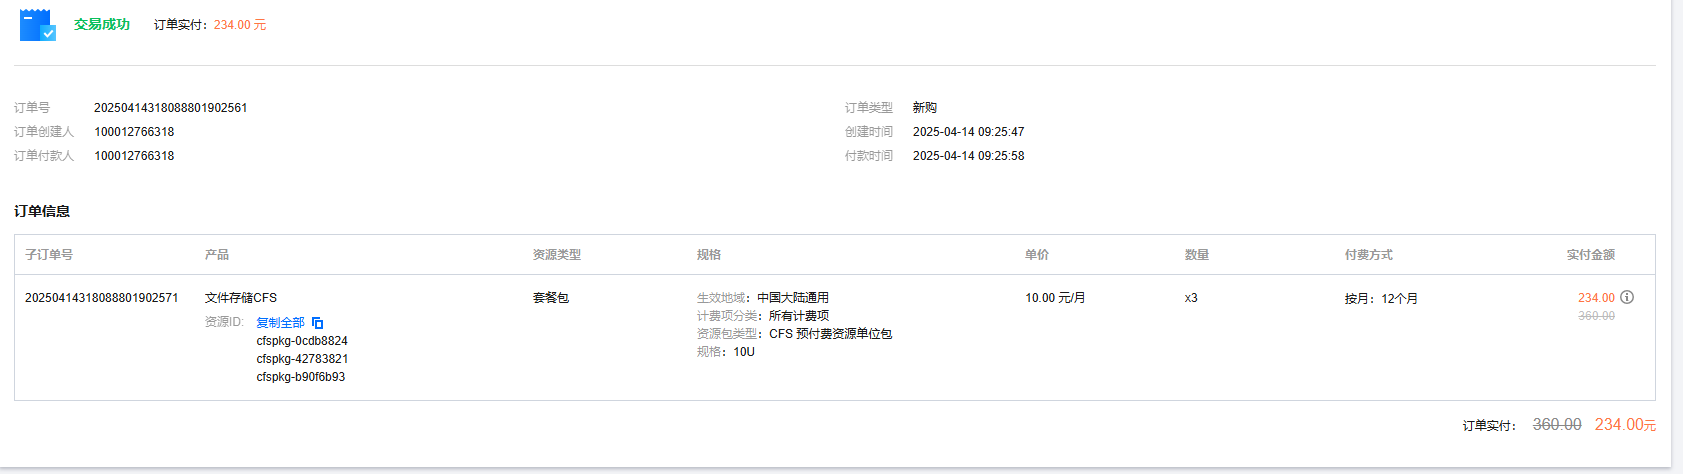 交易成功 订单实付：234.00 元
订单号 20250414318088801902561 订单类型 新购
订单创建人 100012766318 创建时间 2025-04-14 09:25:47
订单付款人 100012766318 付款时间 2025-04-14 09:25:58
订单信息
子订单号 产品 资源类型 规格 单价 数量 付费方式 实付金额
20250414318088801902571 文件存储CFS 套餐包 生效地域：中国大陆通用 10.00 元/月 x3 按月：12个月 234.00
计费项分类：所有计费项 360.00
资源ID: 复制全部
资源包类型：CFS 预付费资源单位包
cfspkg-0cdb8824
规格：10U
cfspkg-42783821
cfspkg-b90f6b93
订单实付： 360.00 234.00元